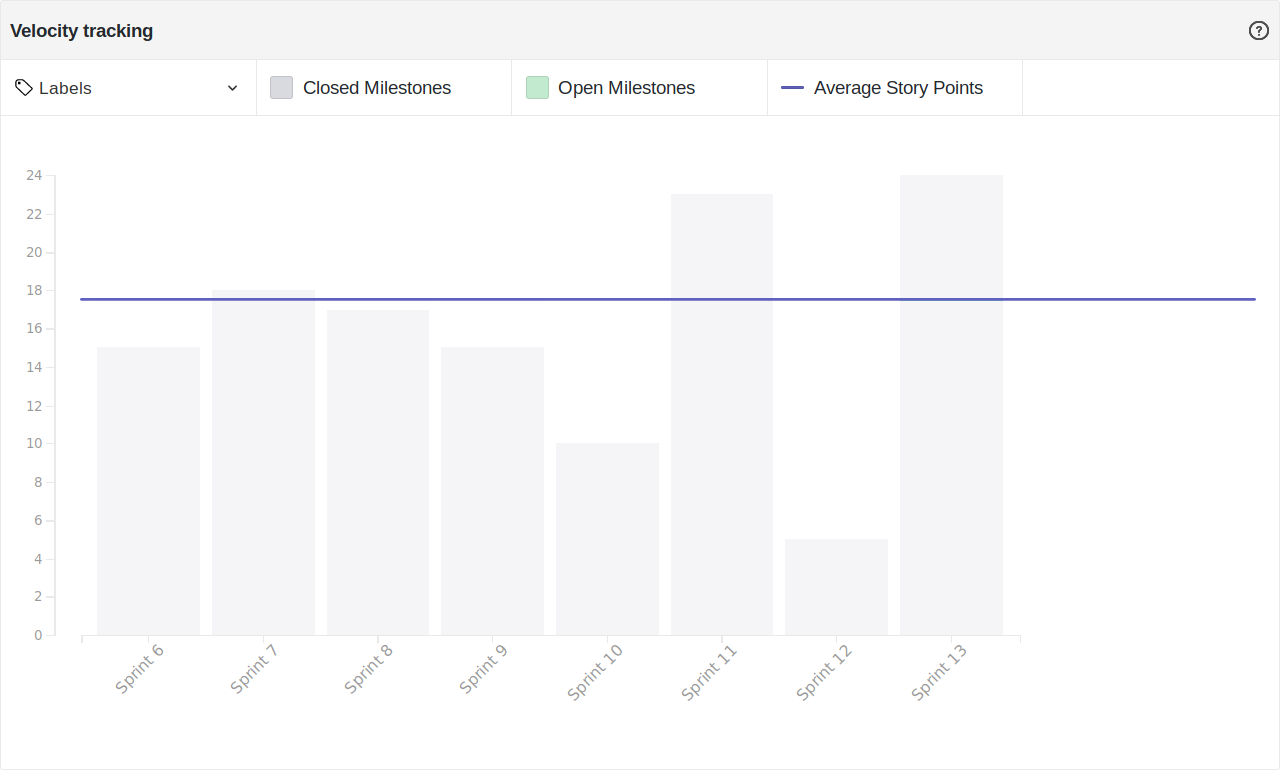 Velocity tracking
Labels
Closed Milestones
Open Milestones
Average Story Points
24
22
20
18
16
14
12
10
8
6
4
2
0
Sprint 6
Sprint 7
Sprint 8
Sprint 9
Sprint 10
Sprint 11
Sprint 12
Sprint 13